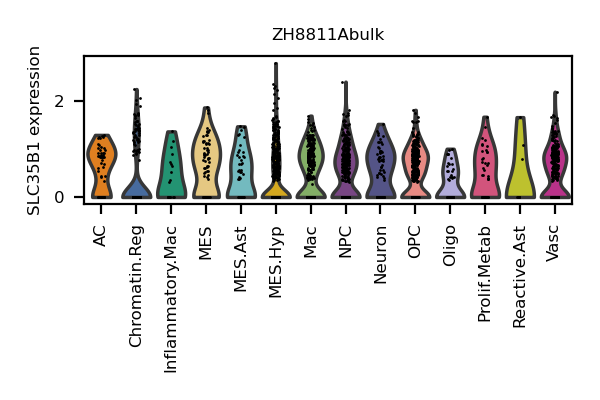 ZH8811Abulk
SLC35B1 expression
2
0
AC
Chromatin.Reg
Inflammatory.Mac
MES
MES.Ast
MES.Hyp
Mac
NPC
Neuron
OPC
Oligo
Prolif.Metab
Reactive.Ast
Vasc